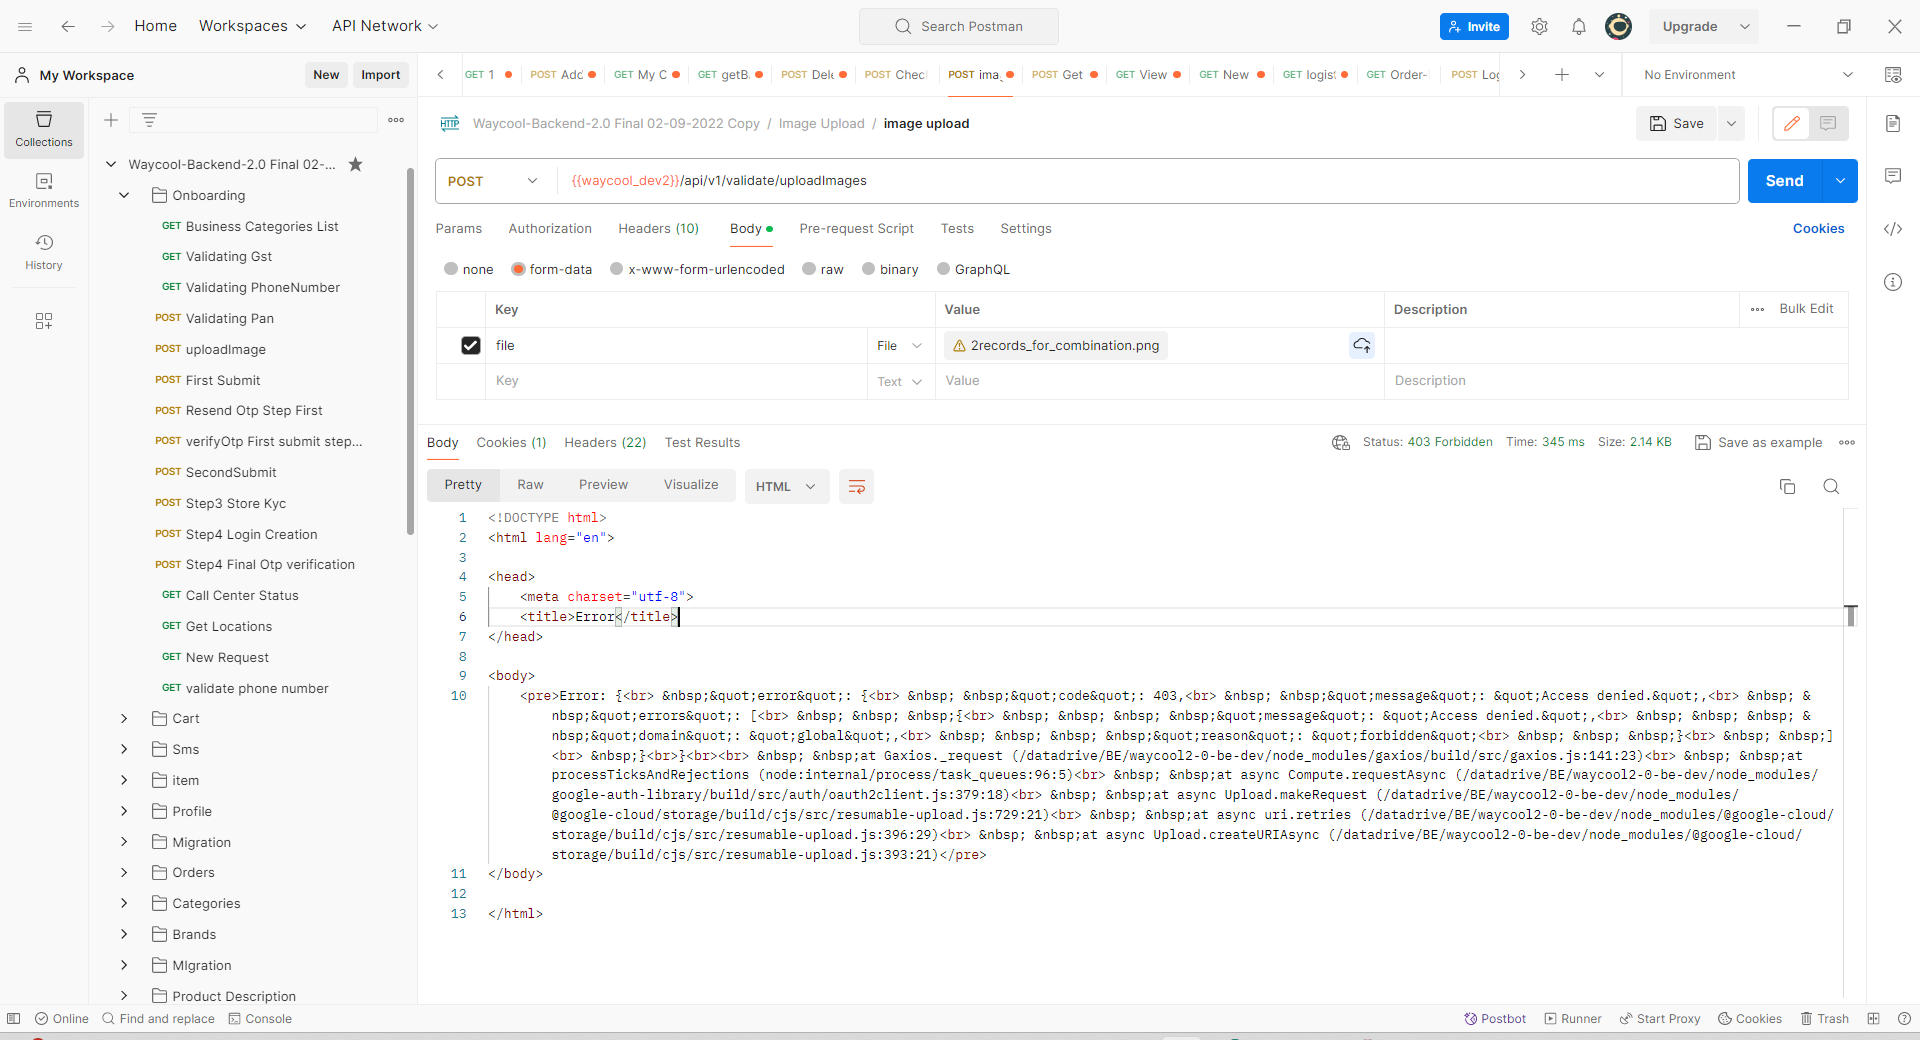 Home
Workspaces
API Network
Search Postman
Invite
Upgrade
My Workspace
New
Import
GET 1
POST Add
GET My C
GET getB
POST Dele
POST Chec
POST ima
POST Get
GET View
GET New
GET logist
GET Order-
POST Log
No Environment
Collections
Environments
History
Waycool-Backend-2.0 Final 02-...
Onboarding
GET Business Categories List
GET Validating Gst
GET Validating PhoneNumber
POST Validating Pan
POST uploadImage
POST First Submit
POST Resend Otp Step First
POST verifyOtp First submit step...
POST SecondSubmit
POST Step3 Store Kyc
POST Step4 Login Creation
POST Step4 Final Otp verification
GET Call Center Status
GET Get Locations
GET New Request
GET validate phone number
Cart
Sms
item
Profile
Migration
Orders
Categories
Brands
MIgration
Product Description
HTTP Waycool-Backend-2.0 Final 02-09-2022 Copy / Image Upload / image upload
Save
POST
{{waycool_dev2}}/api/v1/validate/uploadImages
Send
Params
Authorization
Headers (10)
Body
Pre-request Script
Tests
Settings
Cookies
none
form-data
x-www-form-urlencoded
raw
binary
GraphQL
Key
Value
Description
Bulk Edit
file
File
2records_for_combination.png
Key
Text
Value
Description
Body
Cookies (1)
Headers (22)
Test Results
Status: 403 Forbidden
Time: 345 ms
Size: 2.14 KB
Save as example
Pretty
Raw
Preview
Visualize
HTML
1 <!DOCTYPE html>
2 <html lang="en">
3
4 <head>
5 <meta charset="utf-8">
6 <title>Error</title>
7 </head>
8
9 <body>
10 <pre>Error: {<br> &nbsp;&quot;error&quot;: {<br> &nbsp; &nbsp;&quot;code&quot;: 403,<br> &nbsp; &nbsp;&quot;message&quot;: &quot;Access denied.&quot;,<br> &nbsp; &
nbsp;&quot;errors&quot;: [<br> &nbsp; &nbsp; &nbsp;{<br> &nbsp; &nbsp; &nbsp; &nbsp;&quot;message&quot;: &quot;Access denied.&quot;,<br> &nbsp; &nbsp; &nbsp; &
nbsp;&quot;domain&quot;: &quot;global&quot;,<br> &nbsp; &nbsp; &nbsp; &nbsp;&quot;reason&quot;: &quot;forbidden&quot;<br> &nbsp; &nbsp; &nbsp;}<br> &nbsp; &nbsp;]
<br> &nbsp;}<br>}<br><br> &nbsp; &nbsp;at Gaxios._request (/datadrive/BE/waycool2-0-be-dev/node_modules/gaxios/build/src/gaxios.js:141:23)<br> &nbsp; &nbsp;at
processTicksAndRejections (node:internal/process/task_queues:96:5)<br> &nbsp; &nbsp;at async Compute.requestAsync (/datadrive/BE/waycool2-0-be-dev/node_modules/
google-auth-library/build/src/auth/oauth2client.js:379:18)<br> &nbsp; &nbsp;at async Upload.makeRequest (/datadrive/BE/waycool2-0-be-dev/node_modules/
@google-cloud/storage/build/cjs/src/resumable-upload.js:729:21)<br> &nbsp; &nbsp;at async uri.retries (/datadrive/BE/waycool2-0-be-dev/node_modules/@google-cloud/
storage/build/cjs/src/resumable-upload.js:396:29)<br> &nbsp; &nbsp;at async Upload.createURIAsync (/datadrive/BE/waycool2-0-be-dev/node_modules/@google-cloud/
storage/build/cjs/src/resumable-upload.js:393:21)</pre>
11 </body>
12
13 </html>
Online
Find and replace
Console
Postbot
Runner
Start Proxy
Cookies
Trash